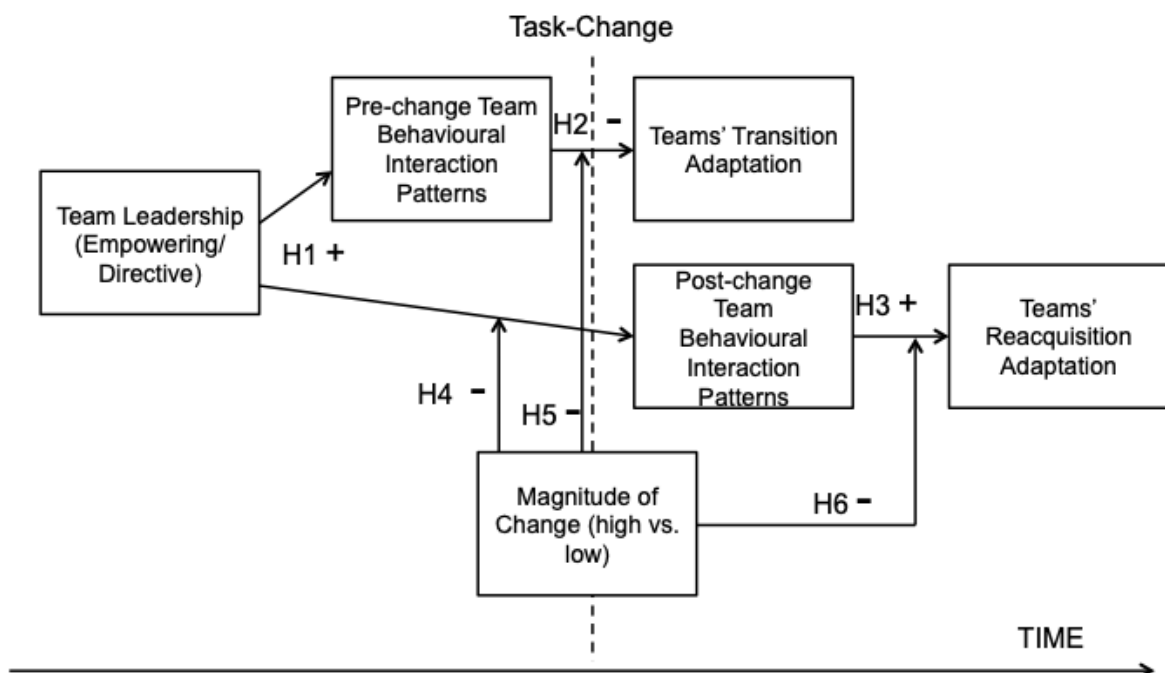 Task-Change
Pre-change Team
Behavioural
Interaction
Patterns
H2 -
Teams' Transition
Adaptation
Team Leadership
(Empowering/
Directive)
H1 +
Post-change
Team
Behavioural
Interaction
Patterns
H3 +
Teams'
Reacquisition
Adaptation
H4 -
H5 -
Magnitude of
Change (high vs.
low)
H6 -
TIME